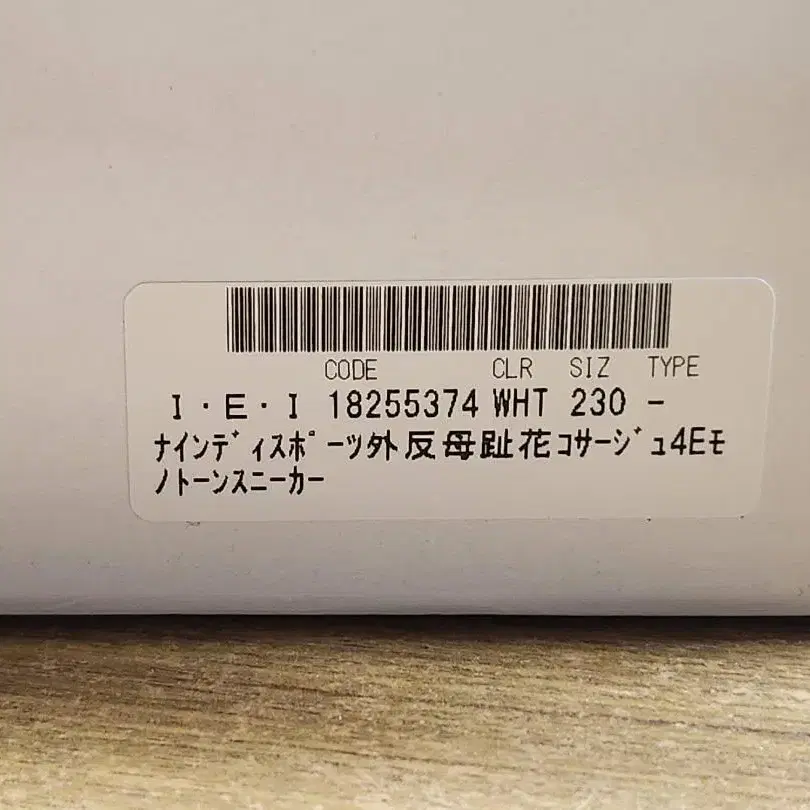 CODE CLR SIZ TYPE
I・E・I 18255374 WHT 230 -
ﾅｲﾝﾃﾞｨｽﾎﾟｰﾂ外反母趾花ｺｻｰｼﾞｭ4Eﾓ
ﾉﾄｰﾝｽﾆｰｶｰ